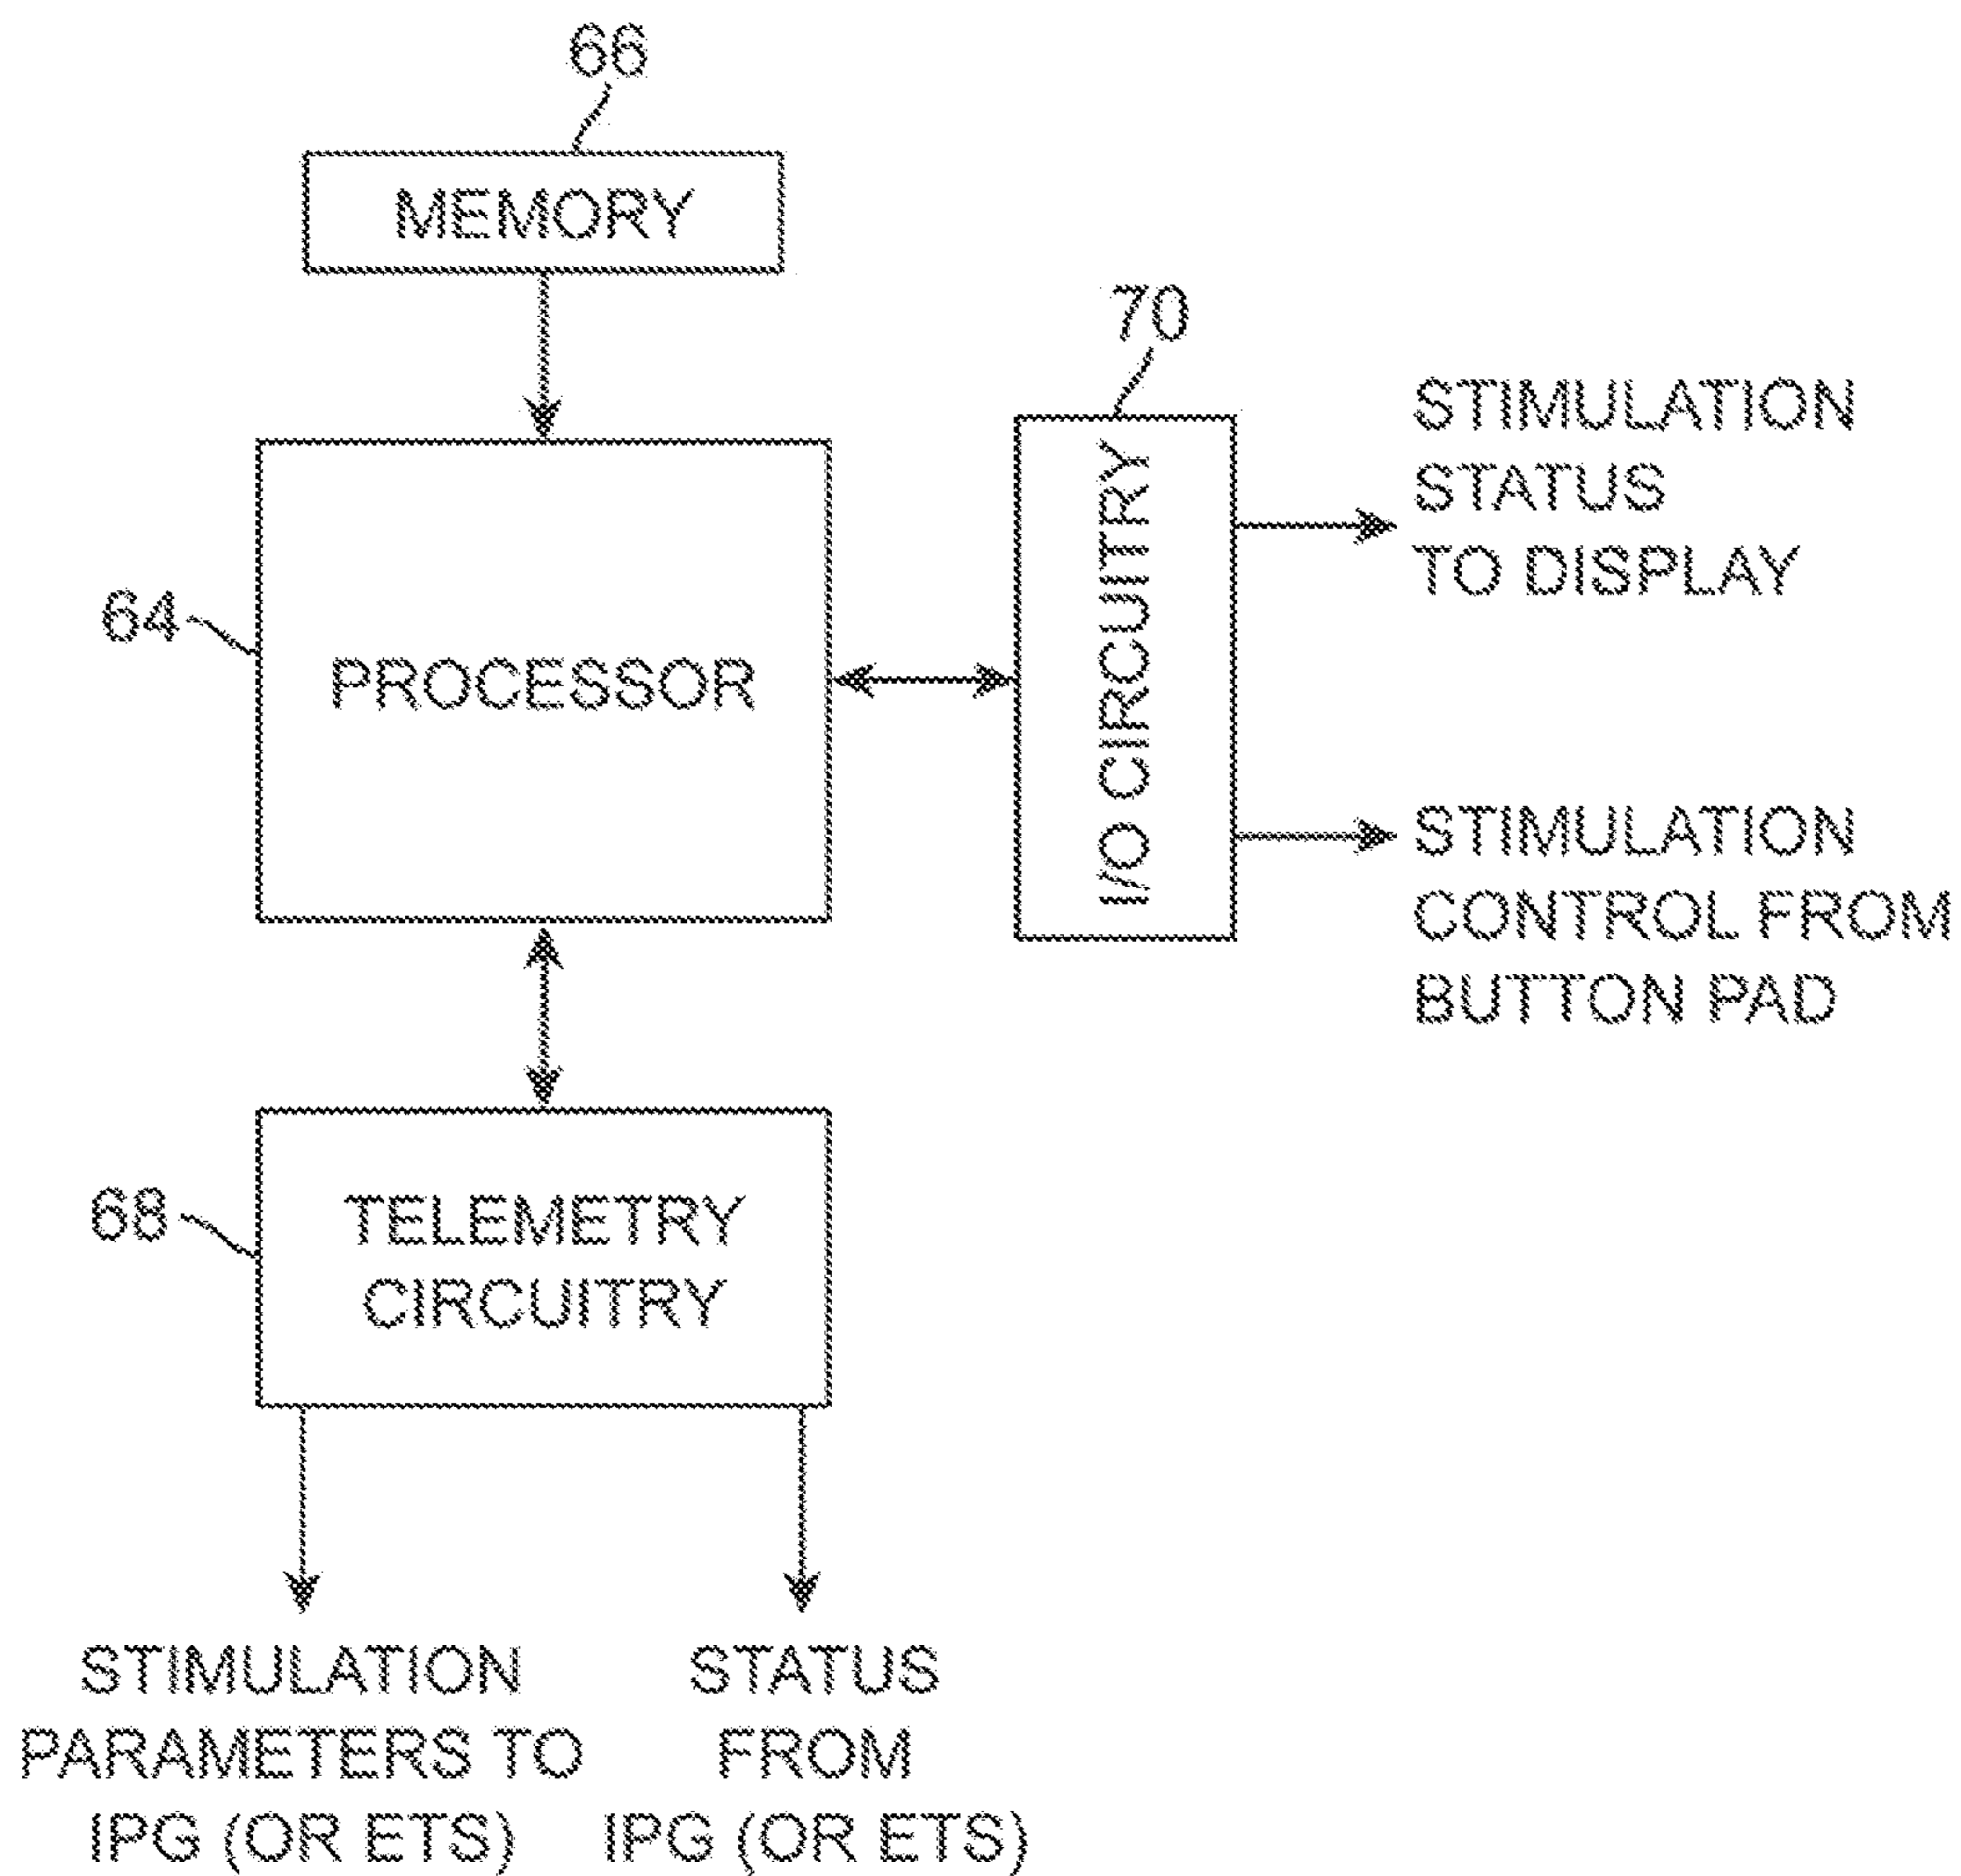 66
MEMORY
70
STIMULATION
STATUS
TO DISPLAY
64
PROCESSOR
I/O CIRCUITRY
STIMULATION
CONTROL FROM
BUTTON PAD
68
TELEMETRY
CIRCUITRY
STIMULATION
PARAMETERS TO
IPG (OR ETS)
STATUS
FROM
IPG (OR ETS)